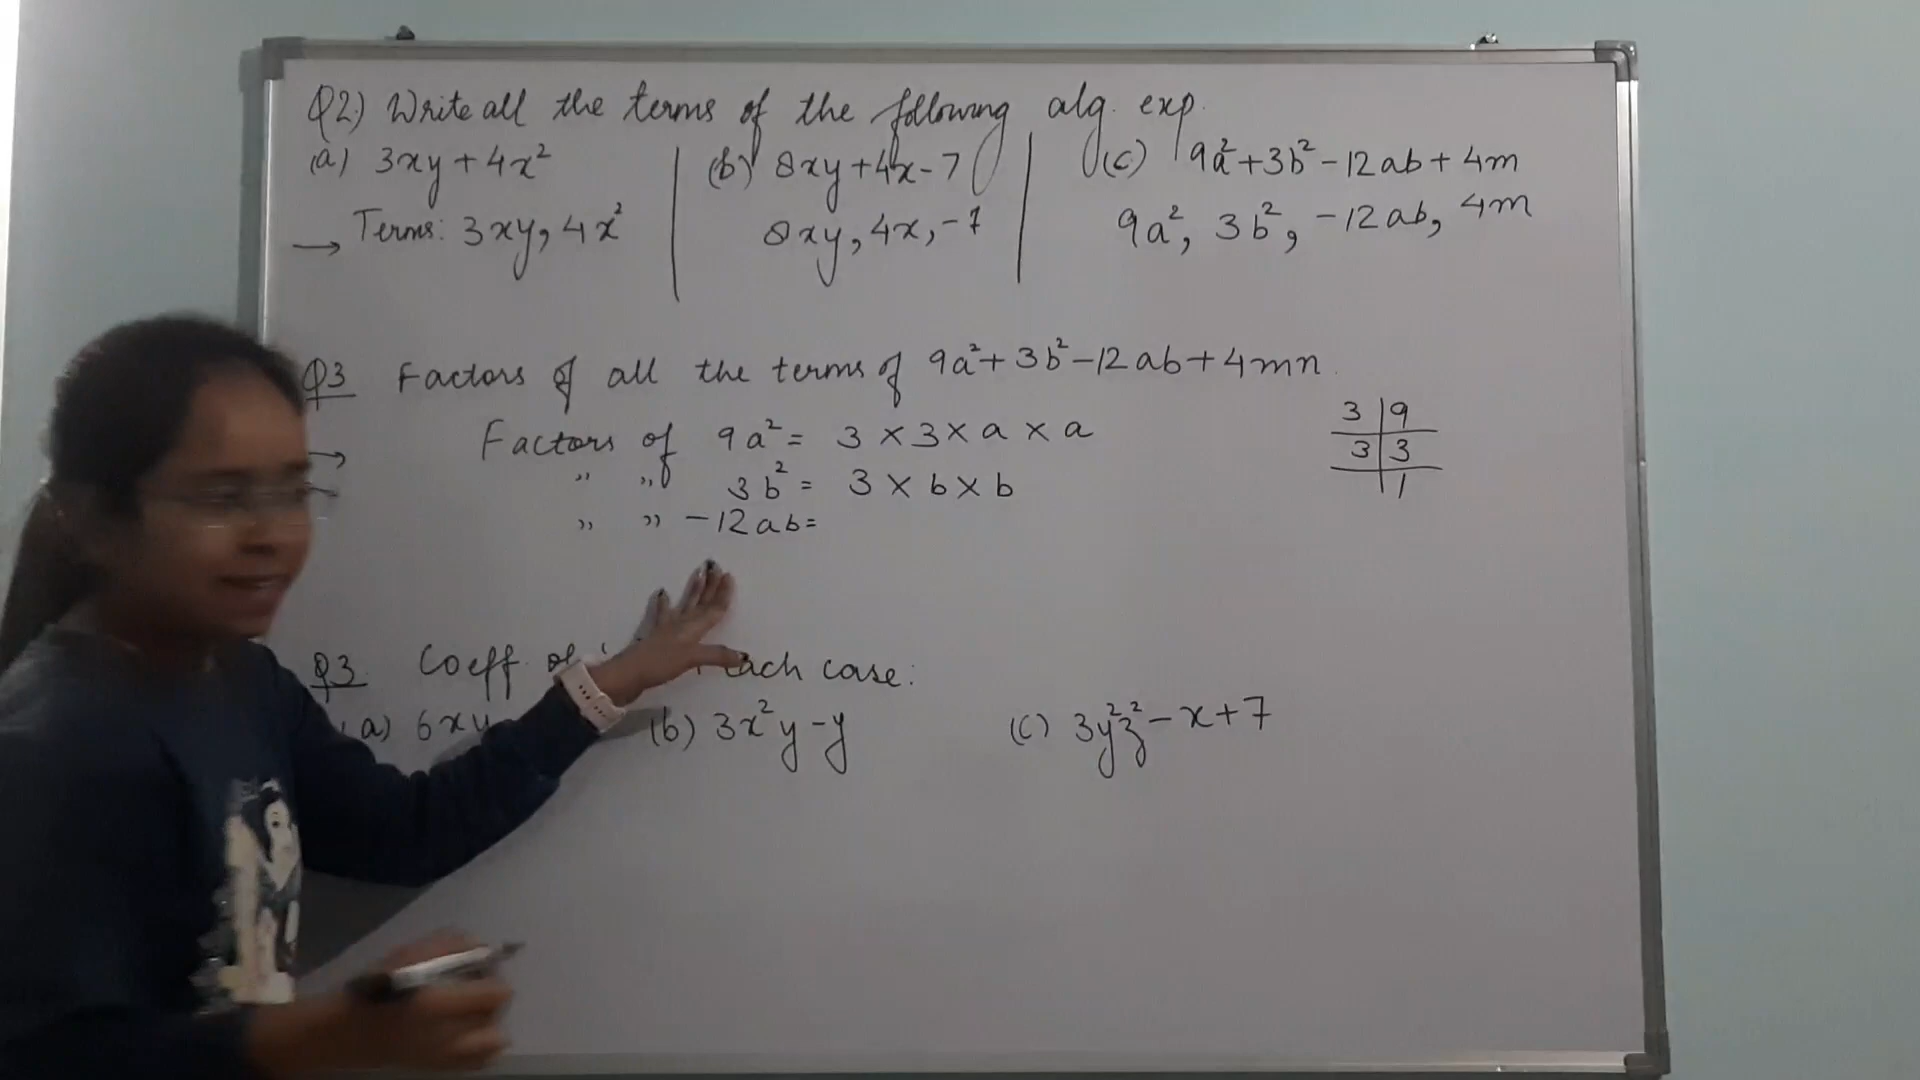 Q2) Write all the terms of the following alg. exp.
(a) 3xy + 4x² (b) 8xy + 4x - 7 (c) 9a² + 3b² - 12ab + 4m
→ Terms: 3xy, 4x² 8xy, 4x, -7 9a², 3b², -12ab, 4m
Q3 Factors of all the terms of 9a² + 3b² - 12ab + 4mn.
→ Factors of 9a² = 3 × 3 × a × a
,, ,, 3b² = 3 × b × b
,, ,, -12ab =
3 | 9
3 | 3
| 1
Q3. Coeff. of each case:
(a) 6xy (b) 3x²y - y (c) 3y²z² - x + 7